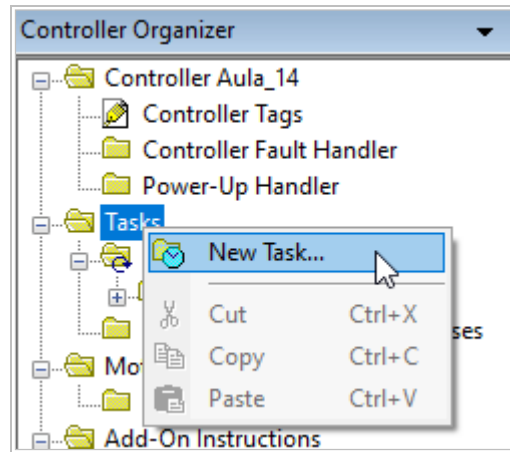 Controller Organizer
Controller Aula_14
Controller Tags
Controller Fault Handler
Power-Up Handler
Tasks
New Task...
Cut Ctrl+X
Copy Ctrl+C
Paste Ctrl+V
Add-On Instructions